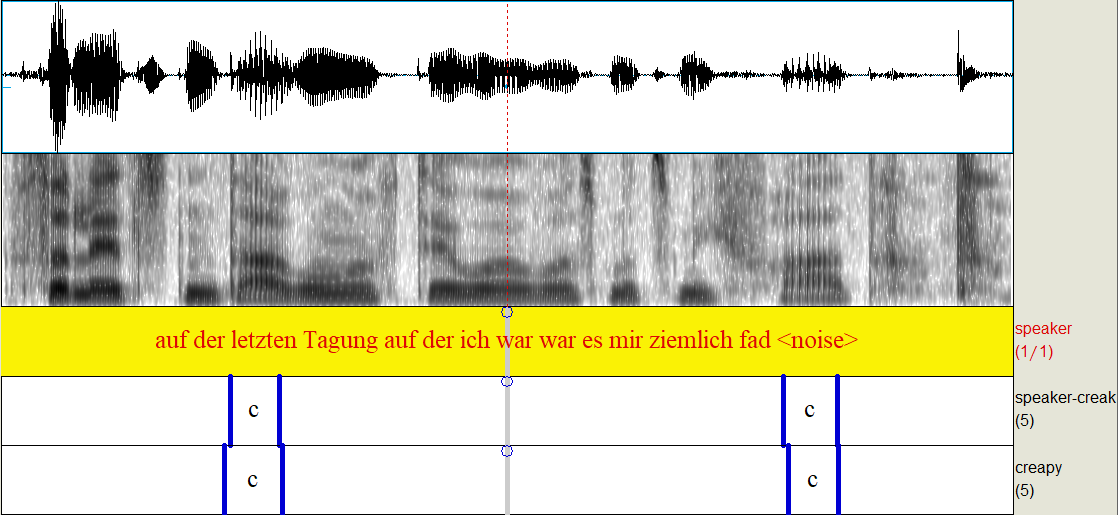 auf der letzten Tagung auf der ich war war es mir ziemlich fad <noise>
speaker
(1/1)
c
c
speaker-creak
(5)
c
c
creapy
(5)